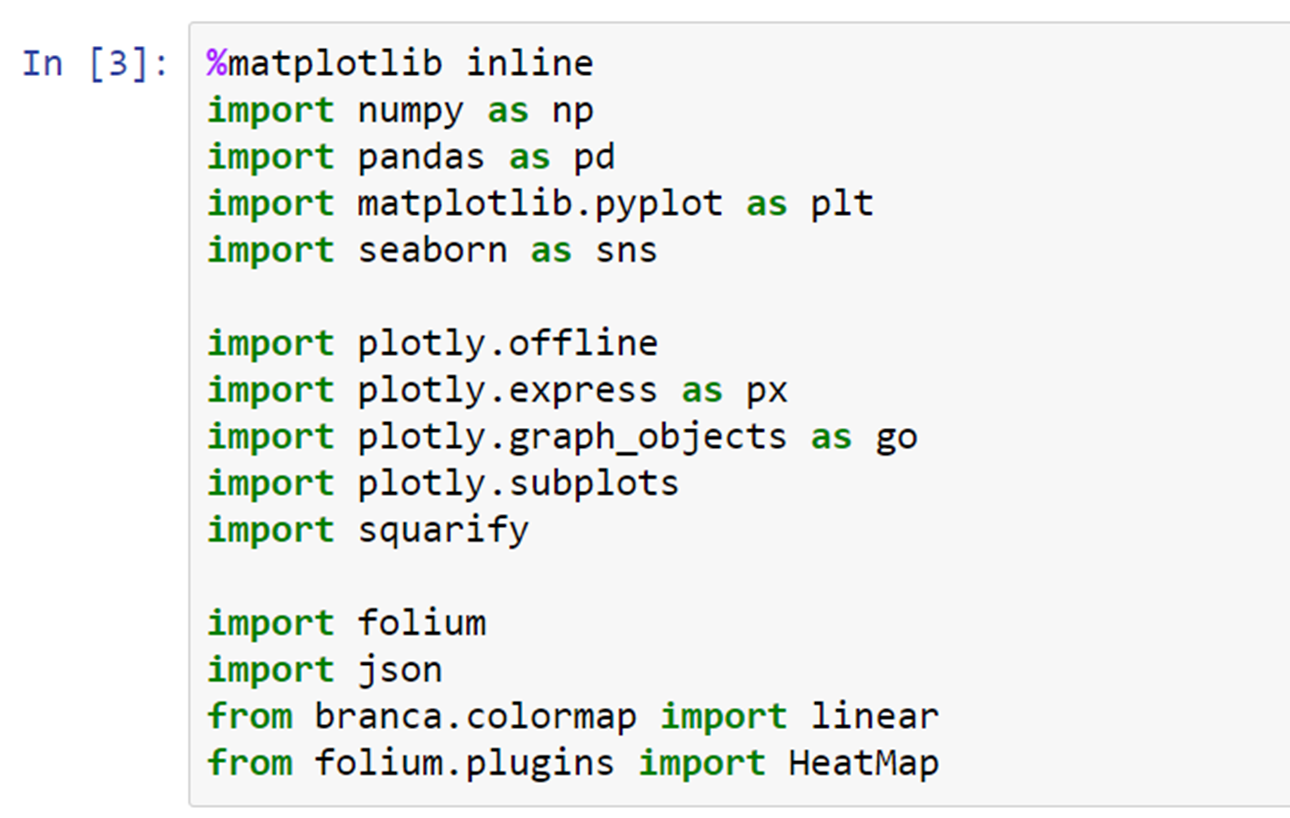 In [3]: %matplotlib inline
import numpy as np
import pandas as pd
import matplotlib.pyplot as plt
import seaborn as sns
import plotly.offline
import plotly.express as px
import plotly.graph_objects as go
import plotly.subplots
import squarify
import folium
import json
from branca.colormap import linear
from folium.plugins import HeatMap